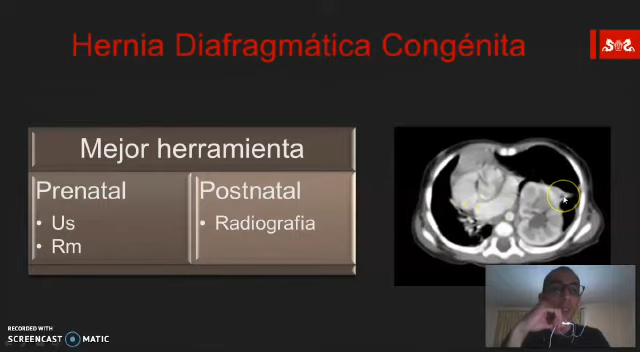 Hernia Diafragmática Congénita
Mejor herramienta
Prenatal
• Us
• Rm
Postnatal
• Radiografia
RECORDED WITH
SCREENCAST MATIC